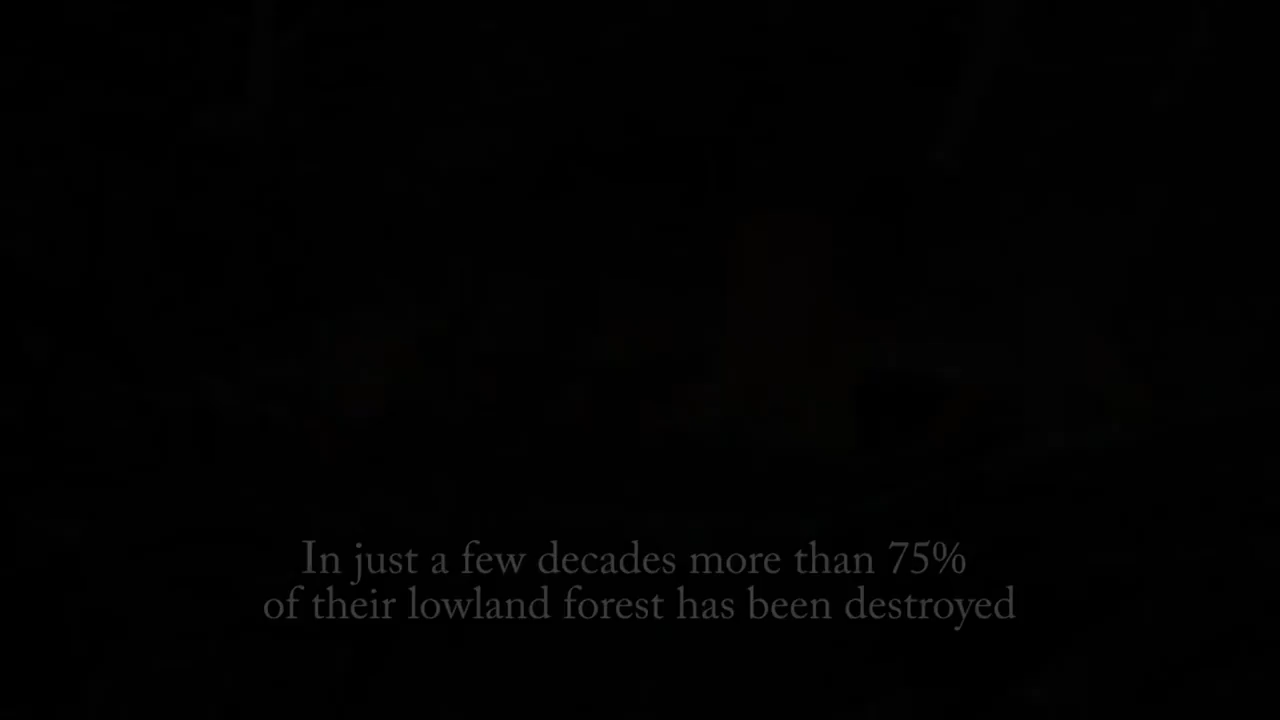 In just a few decades more than 75%
of their lowland forest has been destroyed